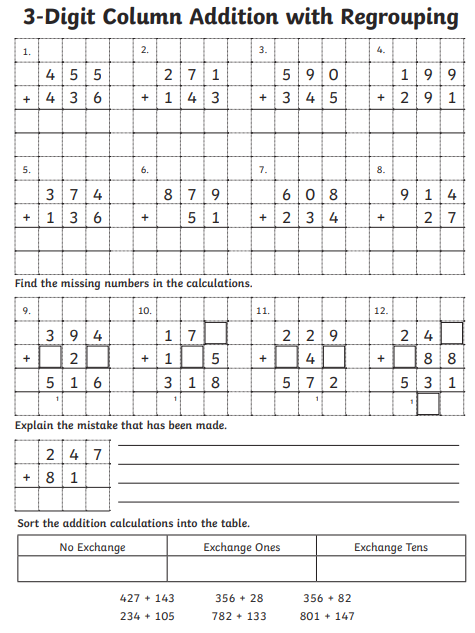 3-Digit Column Addition with Regrouping
1. 2. 3. 4.
4 5 5 2 7 1 5 9 0 1 9 9
+ 4 3 6 + 1 4 3 + 3 4 5 + 2 9 1
5. 6. 7. 8.
3 7 4 8 7 9 6 0 8 9 1 4
+ 1 3 6 + 5 1 + 2 3 4 + 2 7
Find the missing numbers in the calculations.
9. 10. 11. 12.
3 9 4 1 7 2 2 9 2 4
+ 2 + 1 5 + 4 + 8 8
5 1 6 3 1 8 5 7 2 5 3 1
1 1 1 1
Explain the mistake that has been made.
2 4 7
+ 8 1
Sort the addition calculations into the table.
No Exchange Exchange Ones Exchange Tens
427 + 143 356 + 28 356 + 82
234 + 105 782 + 133 801 + 147